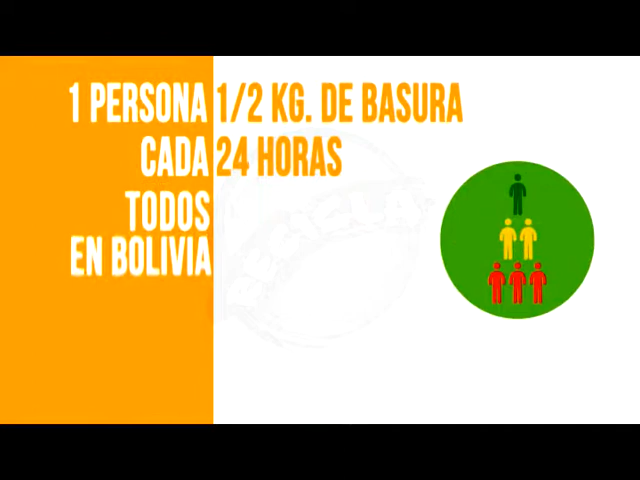 1 PERSONA 1/2 KG. DE BASURA
CADA 24 HORAS
TODOS
EN BOLIVIA